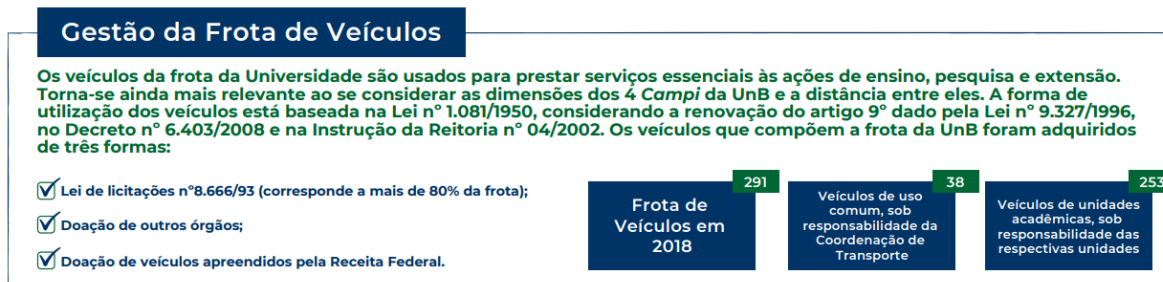 Gestão da Frota de Veículos
Os veículos da frota da Universidade são usados para prestar serviços essenciais às ações de ensino, pesquisa e extensão.
Torna-se ainda mais relevante ao se considerar as dimensões dos 4 Campi da UnB e a distância entre eles. A forma de
utilização dos veículos está baseada na Lei nº 1.081/1950, considerando a renovação do artigo 9º dado pela Lei nº 9.327/1996,
no Decreto nº 6.403/2008 e na Instrução da Reitoria nº 04/2002. Os veículos que compõem a frota da UnB foram adquiridos
de três formas:
Lei de licitações nº8.666/93 (corresponde a mais de 80% da frota);
Doação de outros órgãos;
Doação de veículos apreendidos pela Receita Federal.
291
Frota de
Veículos em
2018
38
Veículos de uso
comum, sob
responsabilidade da
Coordenação de
Transporte
253
Veículos de unidades
acadêmicas, sob
responsabilidade das
respectivas unidades